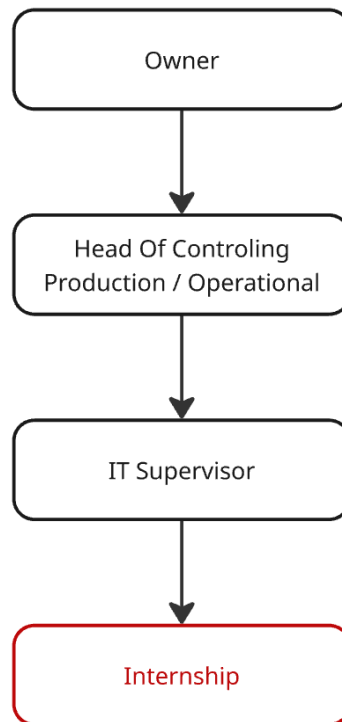 Owner
Head Of Controling
Production / Operational
IT Supervisor
Internship